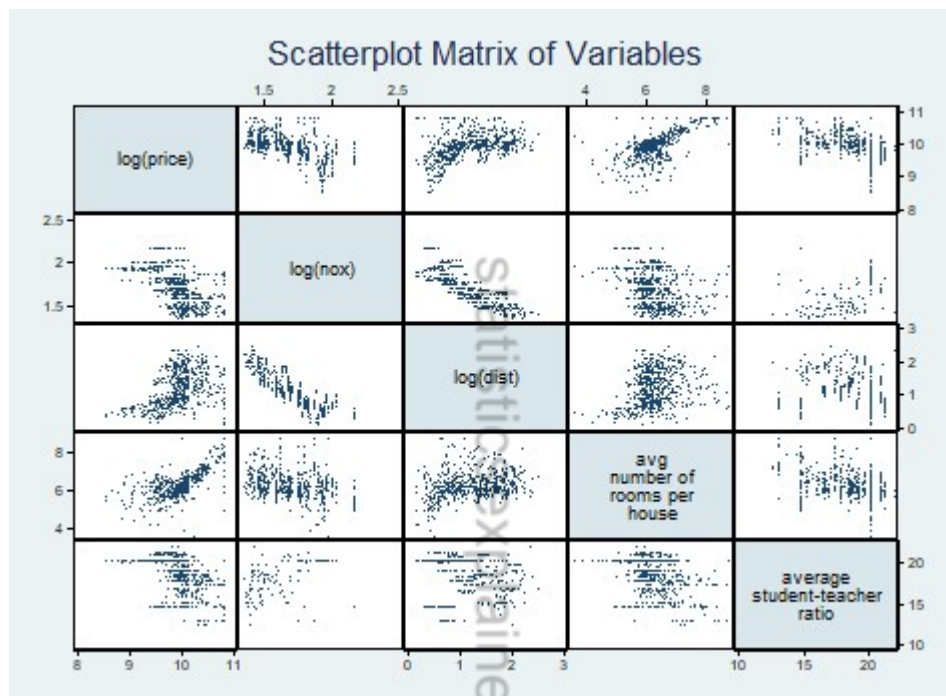 Scatterplot Matrix of Variables
1.5 2 2.5 4 6 8
log(price)
11
10
9
8
2.5
2
1.5
log(nox)
log(dist)
3
2
1
0
8
6
4
avg
number of
rooms per
house
average
student-teacher
ratio
20
15
10
8 9 10 11 0 1 2 3 10 15 20
statisticsexplaine